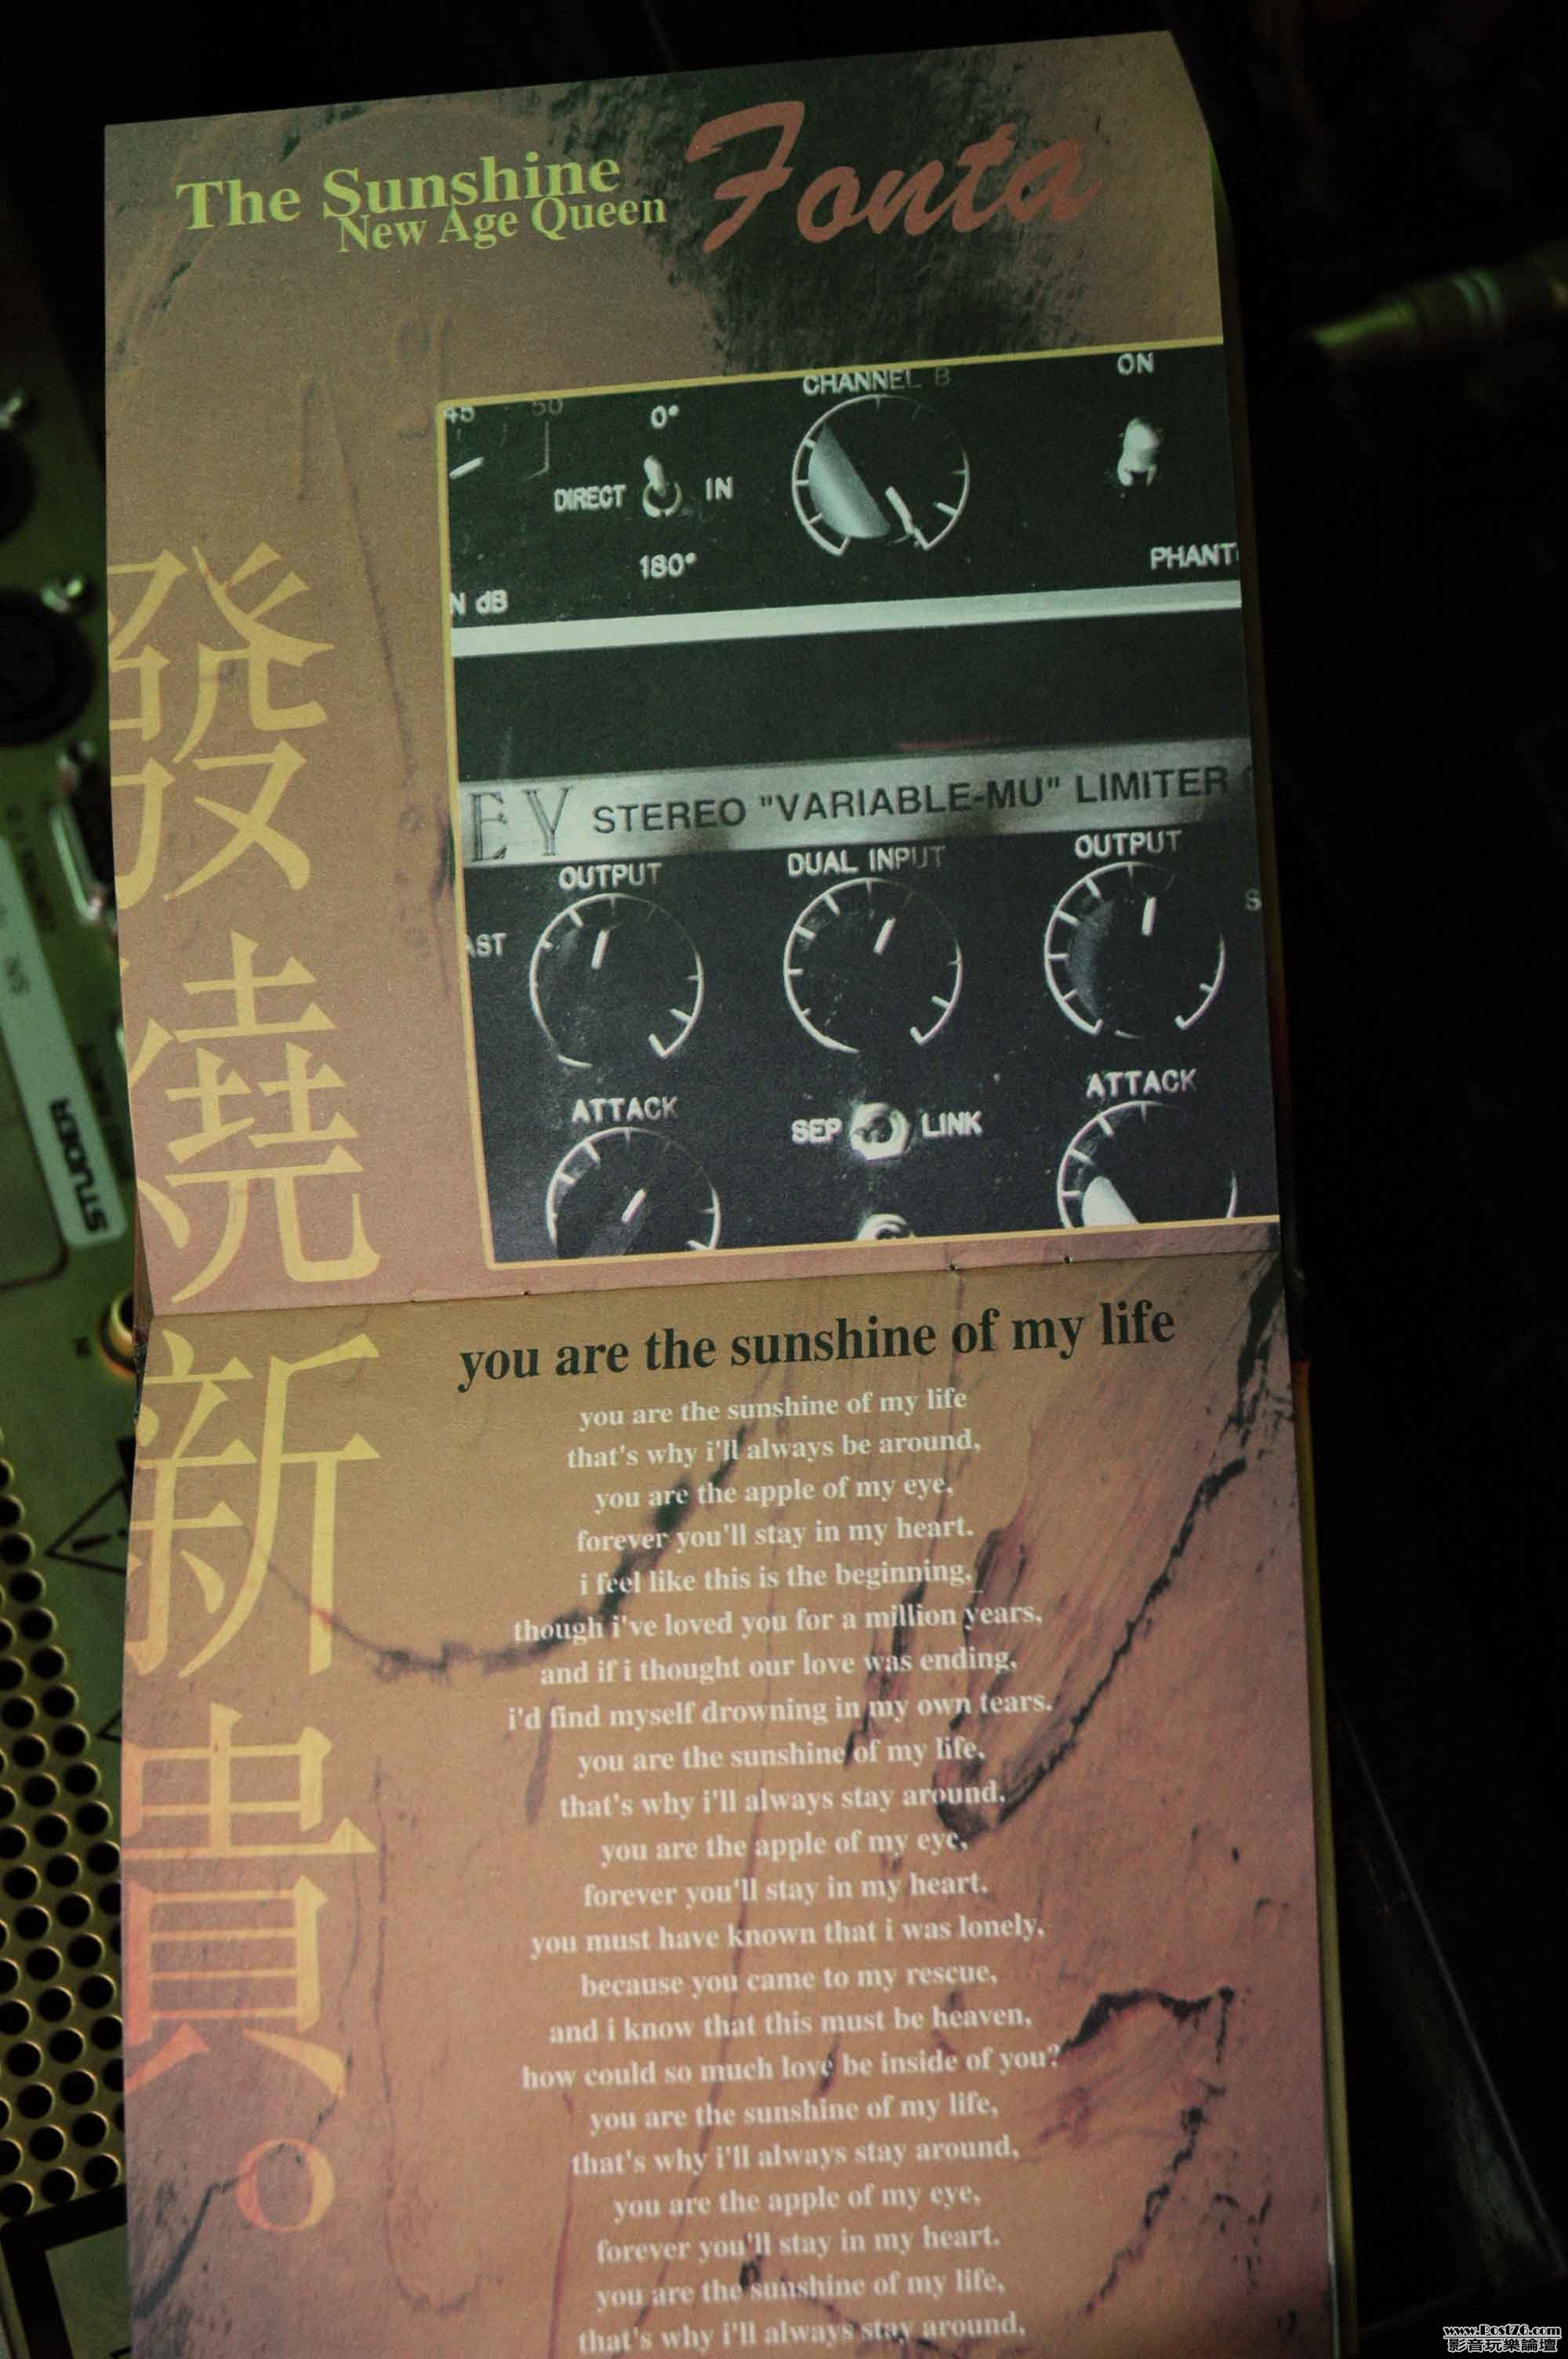 The Sunshine
New Age Queen
Fonta
發燒新貴。
45 50
0°
CHANNEL B
ON
DIRECT
IN
180°
PHANT
N dB
EY STEREO "VARIABLE-MU" LIMITER
OUTPUT
DUAL INPUT
OUTPUT
AST
S
ATTACK
SEP
LINK
ATTACK
STUDER
you are the sunshine of my life
you are the sunshine of my life
that's why i'll always be around,
you are the apple of my eye,
forever you'll stay in my heart.
i feel like this is the beginning,
though i've loved you for a million years,
and if i thought our love was ending,
i'd find myself drowning in my own tears.
you are the sunshine of my life,
that's why i'll always stay around,
you are the apple of my eye,
forever you'll stay in my heart.
you must have known that i was lonely,
because you came to my rescue,
and i know that this must be heaven,
how could so much love be inside of you?
you are the sunshine of my life,
that's why i'll always stay around,
you are the apple of my eye,
forever you'll stay in my heart.
you are the sunshine of my life,
that's why i'll always stay around,
www.Post76.com
影音玩樂論壇